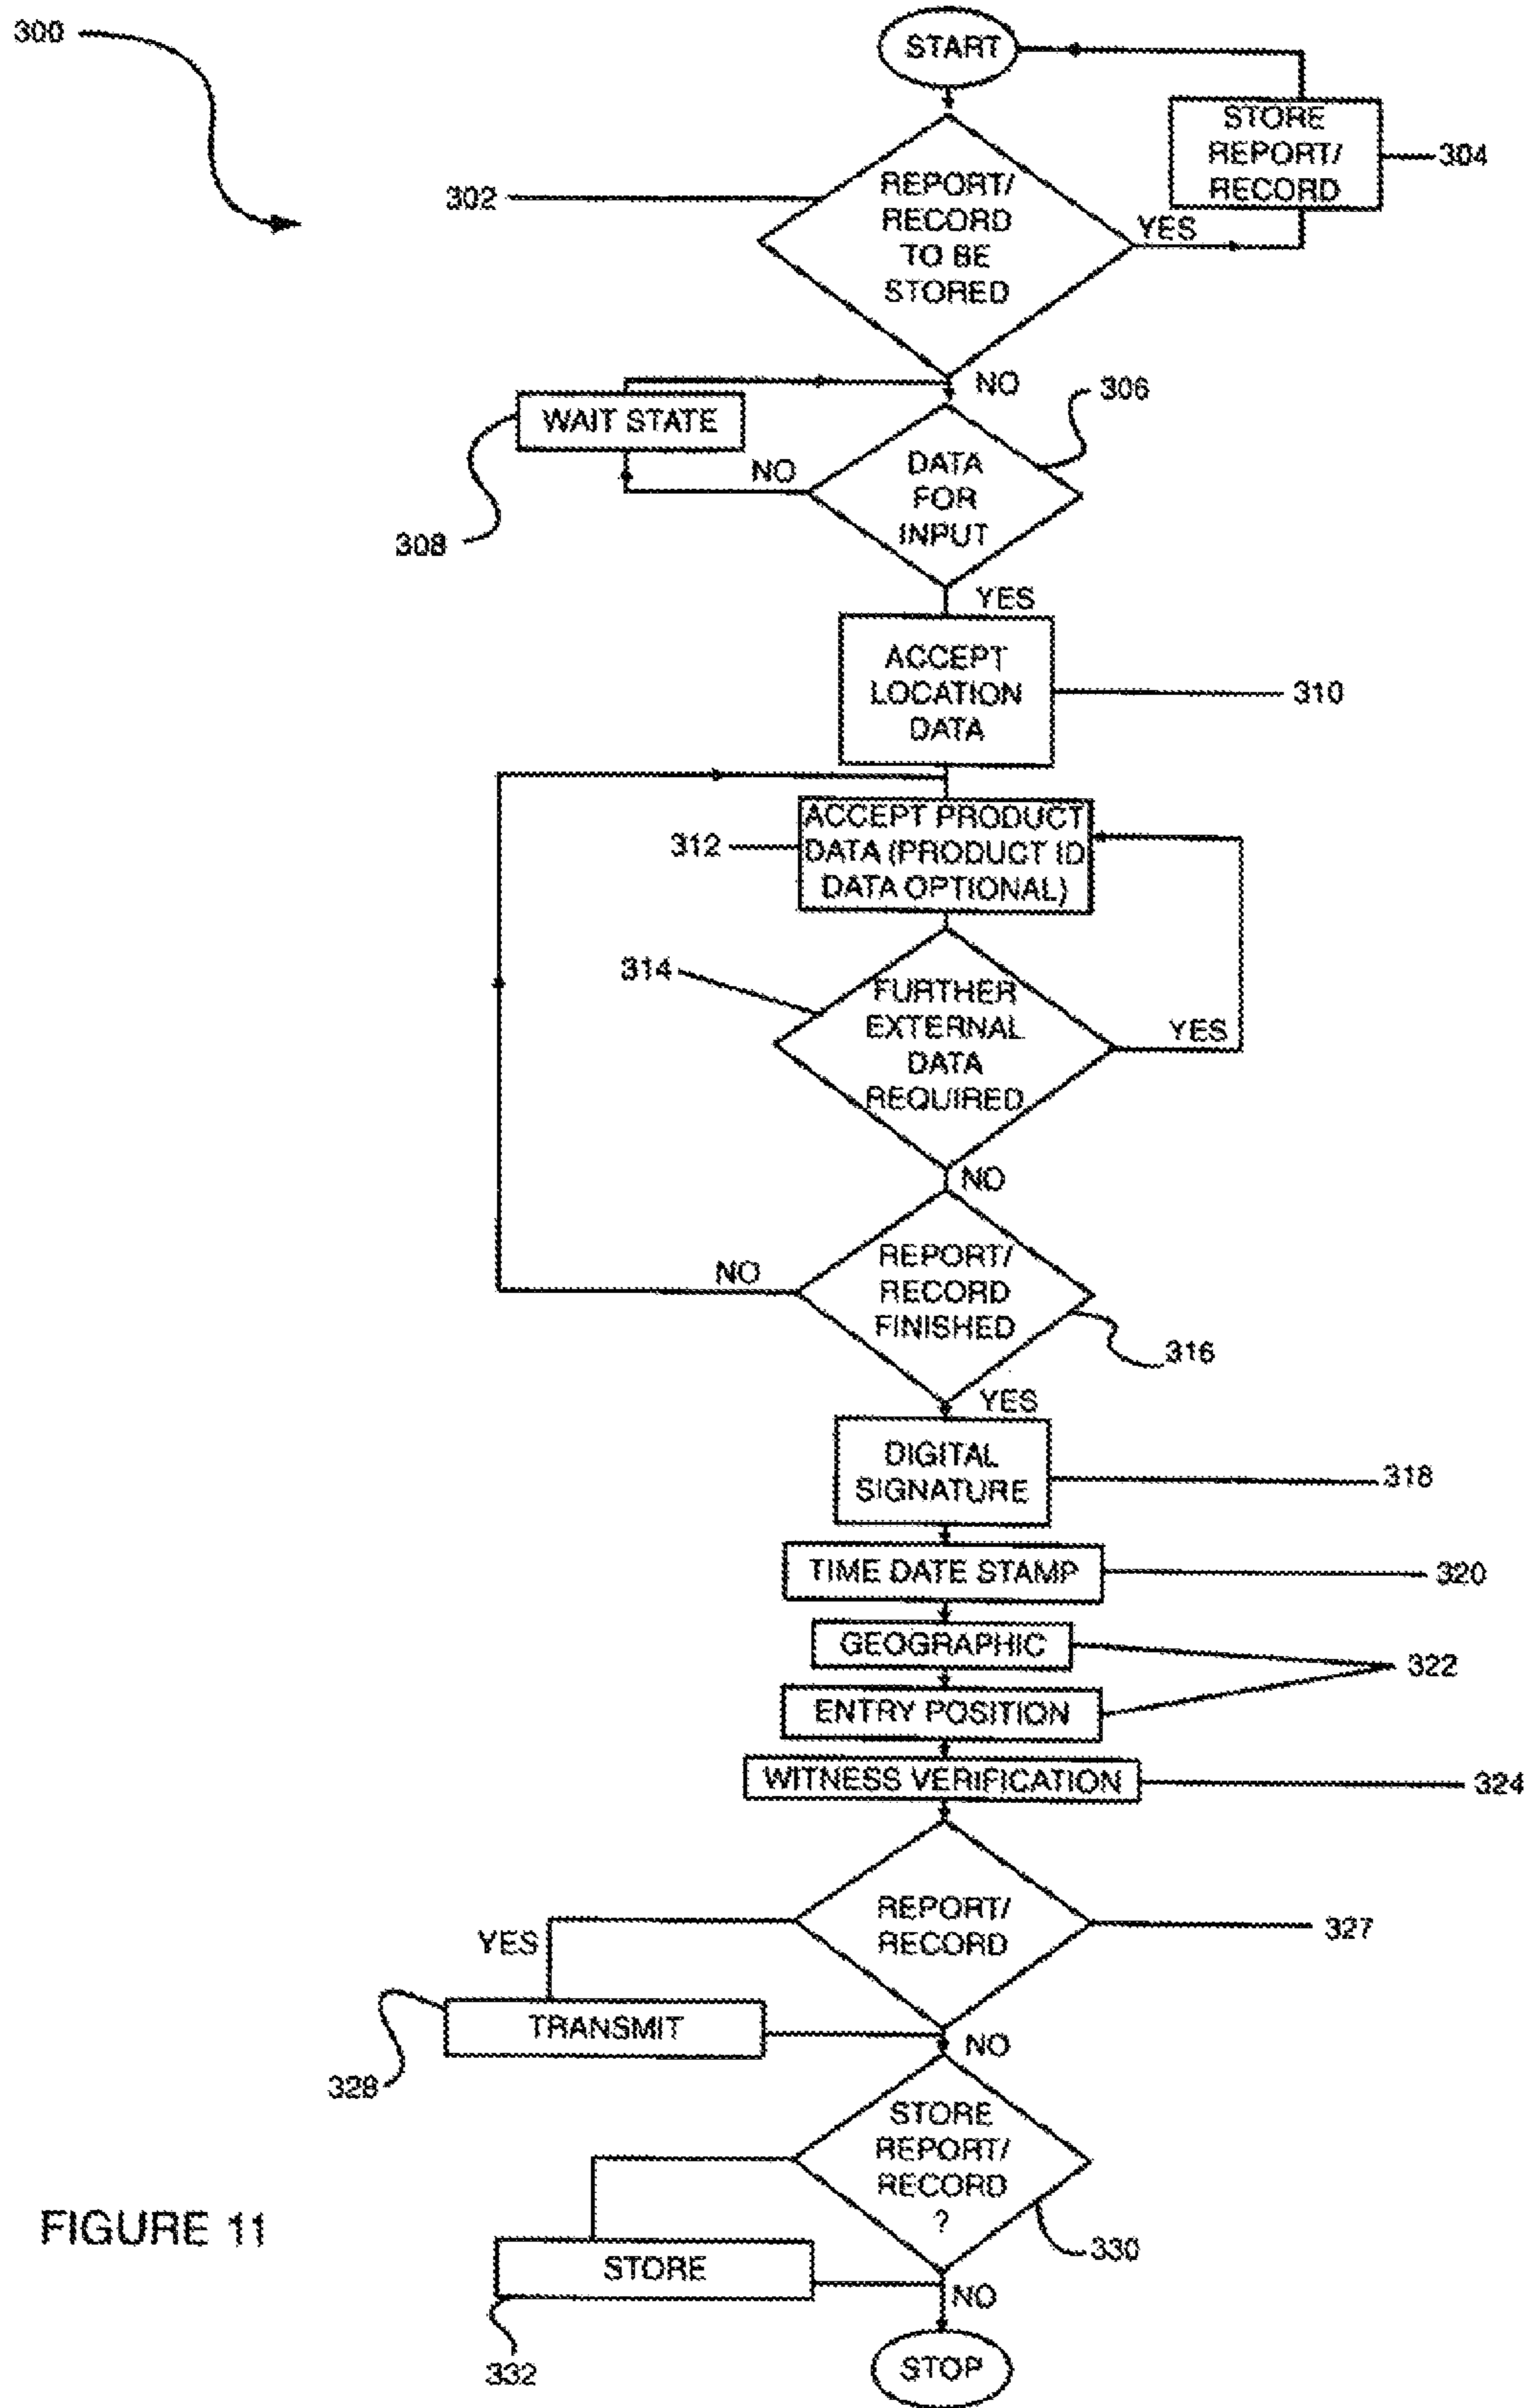 300
START
STORE
REPORT/
RECORD
304
302
REPORT/
RECORD
TO BE
STORED
YES
NO
306
WAIT STATE
NO
DATA
FOR
INPUT
308
YES
ACCEPT
LOCATION
DATA
310
312
ACCEPT PRODUCT
DATA (PRODUCT ID
DATA OPTIONAL)
314
FURTHER
EXTERNAL
DATA
REQUIRED
YES
NO
NO
REPORT/
RECORD
FINISHED
316
YES
DIGITAL
SIGNATURE
318
TIME DATE STAMP
320
GEOGRAPHIC
322
ENTRY POSITION
WITNESS VERIFICATION
324
REPORT/
RECORD
327
YES
TRANSMIT
328
NO
STORE
REPORT/
RECORD
?
330
FIGURE 11
STORE
332
NO
STOP